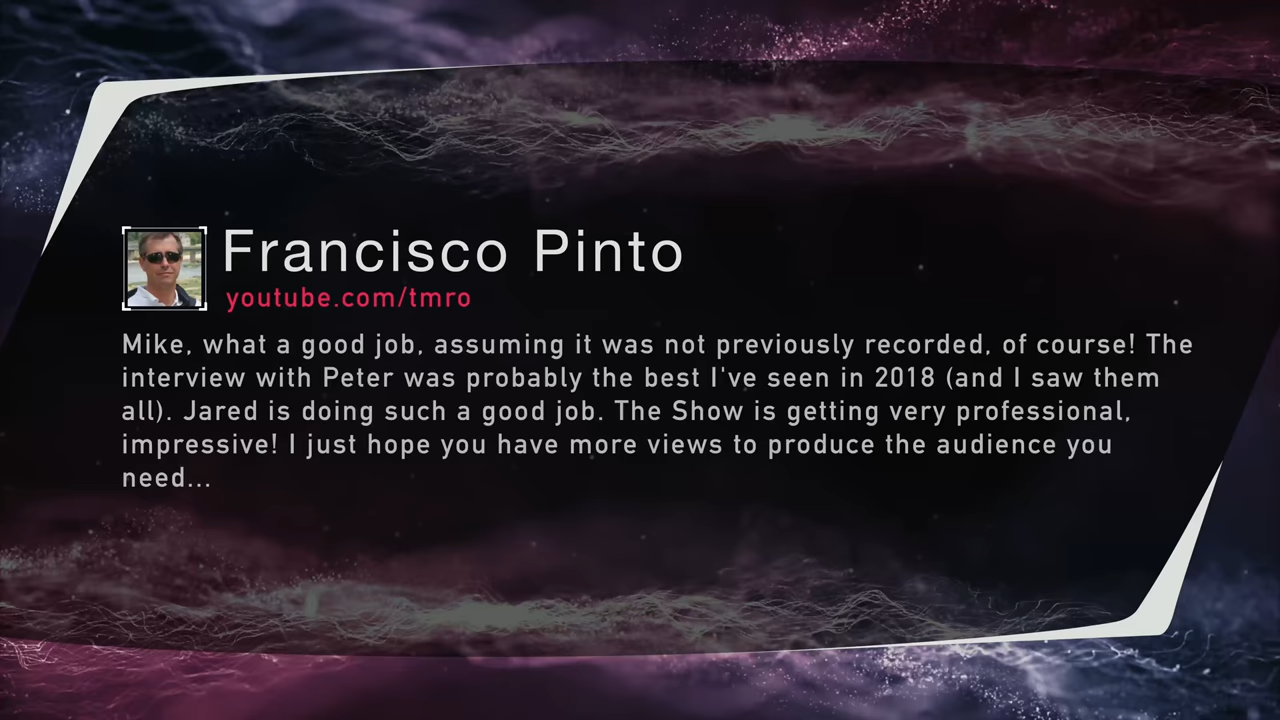 Francisco Pinto
youtube.com/tmro
Mike, what a good job, assuming it was not previously recorded, of course! The
interview with Peter was probably the best I've seen in 2018 (and I saw them
all). Jared is doing such a good job. The Show is getting very professional,
impressive! I just hope you have more views to produce the audience you
need...